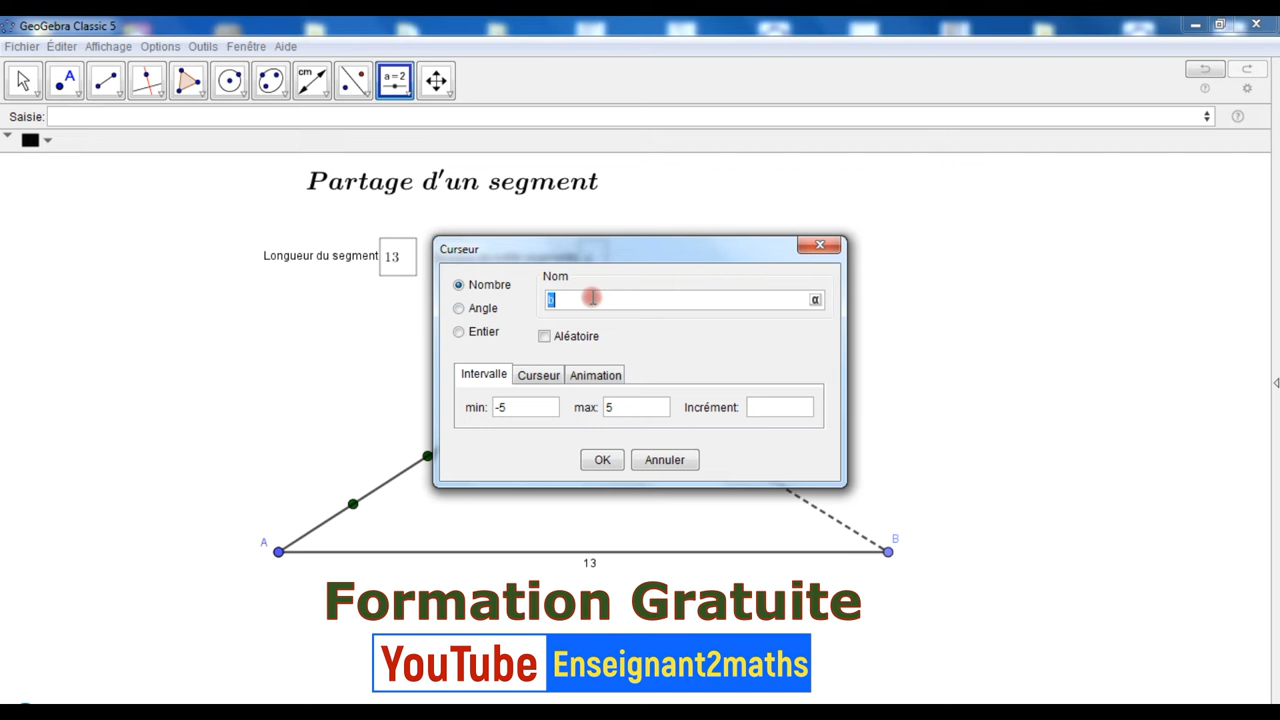 GeoGebra Classic 5
Fichier Éditer Affichage Options Outils Fenêtre Aide
cm
A
a=2
Saisie:
Partage d'un segment
Longueur du segment 13
Curseur
Nombre
Angle
Entier
Nom
b
α
Aléatoire
Intervalle Curseur Animation
min: -5 max: 5 Incrément:
OK Annuler
A
B
13
Formation Gratuite
YouTube Enseignant2maths